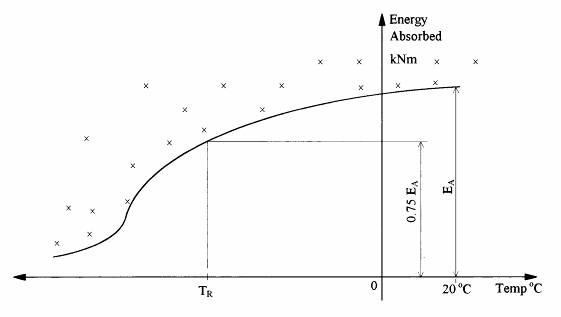 Energy
Absorbed
kNm
0.75 E_A
E_A
T_R
0
20 °C
Temp °C